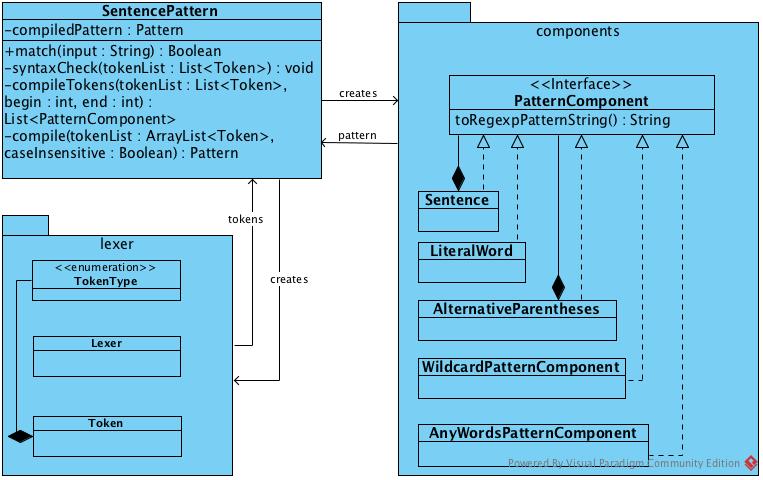 SentencePattern
-compiledPattern : Pattern
+match(input : String) : Boolean
-syntaxCheck(tokenList : List<Token>) : void
-compileTokens(tokenList : List<Token>,
begin : int, end : int) :
List<PatternComponent>
-compile(tokenList : ArrayList<Token>,
caseInsensitive : Boolean) : Pattern
creates
pattern
tokens
creates
lexer
<<enumeration>>
TokenType
Lexer
Token
components
<<Interface>>
PatternComponent
toRegexpPatternString() : String
Sentence
LiteralWord
AlternativeParentheses
WildcardPatternComponent
AnyWordsPatternComponent
Powered By Visual Paradigm Community Edition